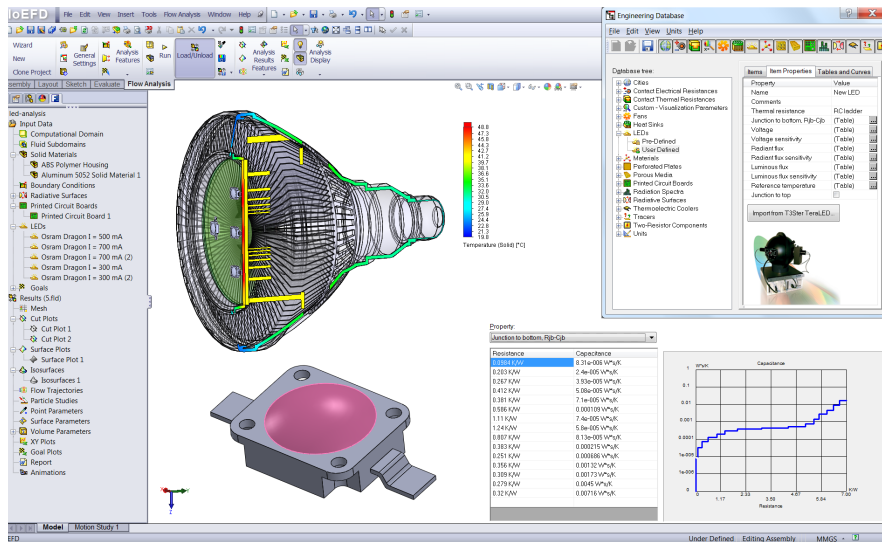 oEFD File Edit View Insert Tools Flow Analysis Window Help
Wizard
New
Clone Project
General Settings
Analysis Features
Run
Load/Unload
Analysis Results Features
Analysis Display
sembly Layout Sketch Evaluate Flow Analysis
led-analysis
Input Data
Computational Domain
Fluid Subdomains
Solid Materials
ABS Polymer Housing
Aluminum 5052 Solid Material 1
Boundary Conditions
Radiative Surfaces
Printed Circuit Boards
Printed Circuit Board 1
LEDs
Osram Dragon I = 500 mA
Osram Dragon I = 700 mA
Osram Dragon I = 700 mA (2)
Osram Dragon I = 300 mA
Osram Dragon I = 300 mA (2)
Goals
Results (5.fld)
Mesh
Cut Plots
Cut Plot 1
Cut Plot 2
Surface Plots
Surface Plot 1
Isosurfaces
Isosurfaces 1
Flow Trajectories
Particle Studies
Point Parameters
Surface Parameters
Volume Parameters
XY Plots
Goal Plots
Report
Animations
48.8
47.3
45.8
44.3
42.7
41.2
39.7
38.1
36.6
35.1
33.6
32.0
30.5
29.0
27.4
25.9
24.4
22.8
21.3
19.8
Temperature (Solid) [°C]
Engineering Database
File Edit View Units Help
Database tree:
Cities
Contact Electrical Resistances
Contact Thermal Resistances
Custom - Visualization Parameters
Fans
Heat Sinks
LEDs
Pre-Defined
User Defined
Materials
Perforated Plates
Porous Media
Printed Circuit Boards
Radiation Spectra
Radiative Surfaces
Thermoelectric Coolers
Tracers
Two-Resistor Components
Units
Items Item Properties Tables and Curves
Property Value
Name New LED
Comments
Thermal resistance RC ladder
Junction to bottom, Rjb-Cjb (Table) ...
Voltage (Table) ...
Voltage sensitivity (Table) ...
Radiant flux (Table) ...
Radiant flux sensitivity (Table) ...
Luminous flux (Table) ...
Luminous flux sensitivity (Table) ...
Reference temperature (Table) ...
Junction to top
Import from T3Ster TeraLED...
Property:
Junction to bottom, Rjb-Cjb
Resistance Capacitance
0.0984 K/W 8.31e-006 W*s/K
0.203 K/W 2.4e-005 W*s/K
0.267 K/W 3.93e-005 W*s/K
0.412 K/W 5.08e-005 W*s/K
0.381 K/W 7.1e-005 W*s/K
0.586 K/W 0.000109 W*s/K
1.11 K/W 7.4e-005 W*s/K
1.24 K/W 5.8e-005 W*s/K
0.807 K/W 8.13e-005 W*s/K
0.383 K/W 0.000215 W*s/K
0.251 K/W 0.000686 W*s/K
0.356 K/W 0.00132 W*s/K
0.309 K/W 0.00173 W*s/K
0.279 K/W 0.0045 W*s/K
0.32 K/W 0.00716 W*s/K
Capacitance
W*s/K
1
0.1
0.01
0.001
0.0001
1e-005
1e-006
0
1.17
2.33
3.50
4.67
5.84
7.00
K/W
Resistance
Z
Model Motion Study 1
EFD Under Defined Editing Assembly MMGS